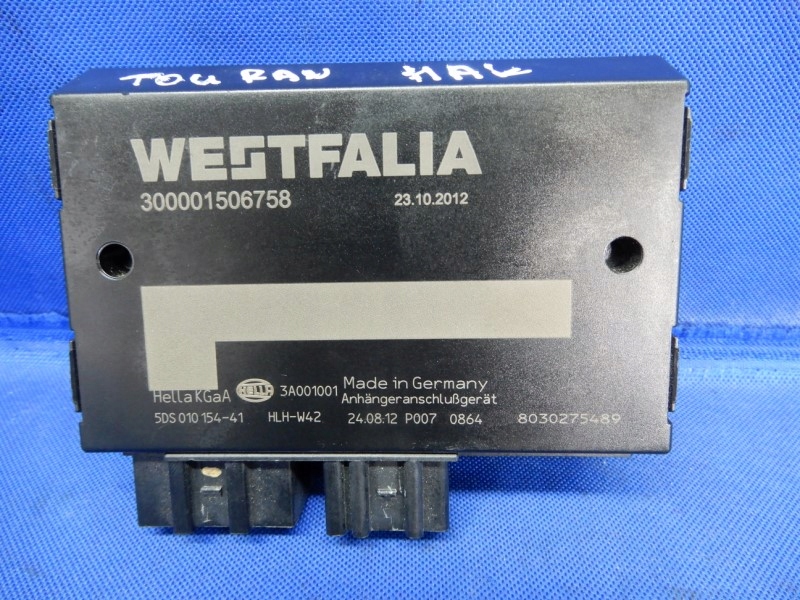 TOURAN HAK
WESTFALIA
300001506758 23.10.2012
Hella KGaA HELLA 3A001001 Made in Germany
Anhängeranschlußgerät
5DS 010 154-41 HLH-W42 24.08.12 P007 0864 8030275489